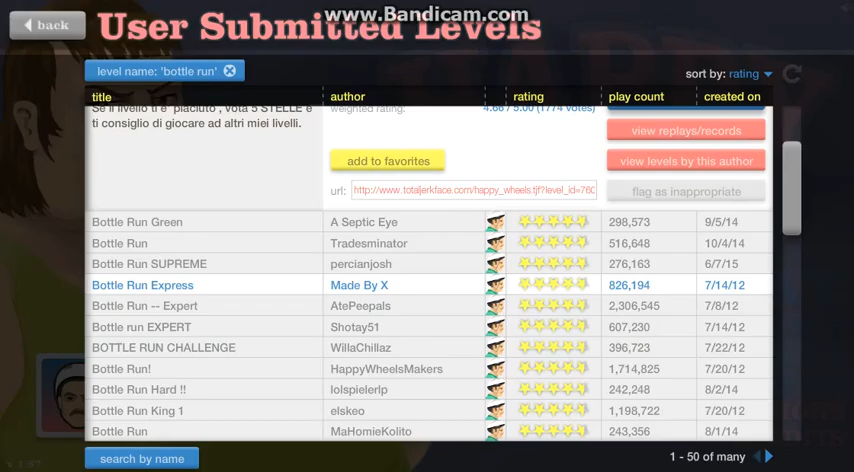 www.Bandicam.com
back
User Submitted Levels
level name: 'bottle run'
sort by: rating
title author rating play count created on
Se il livello ti e' piaciuto , vota 5 STELLE e
ti consiglio di giocare ad altri miei livelli.
weighted rating: 4.66 / 5.00 (1774 votes)
view replays/records
add to favorites
view levels by this author
url: http://www.totaljerkface.com/happy_wheels.tjf?level_id=760
flag as inappropriate
Bottle Run Green A Septic Eye 298,573 9/5/14
Bottle Run Tradesminator 516,648 10/4/14
Bottle Run SUPREME percianjosh 276,163 6/7/15
Bottle Run Express Made By X 826,194 7/14/12
Bottle Run -- Expert AtePeepals 2,306,545 7/8/12
Bottle run EXPERT Shotay51 607,230 7/14/12
BOTTLE RUN CHALLENGE WillaChillaz 396,723 7/22/12
Bottle Run! HappyWheelsMakers 1,714,825 7/20/12
Bottle Run Hard !! lolspielerlp 242,248 8/2/14
Bottle Run King 1 elskeo 1,198,722 7/20/12
Bottle Run MaHomieKolito 243,356 8/1/14
search by name
1 - 50 of many
v 1.57